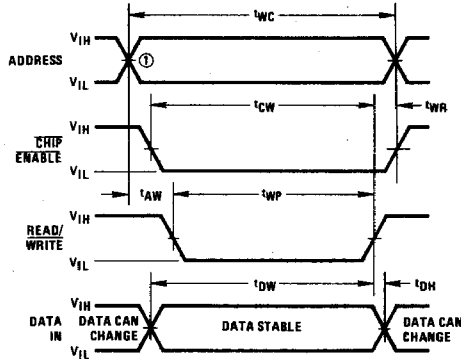 tWC
VIH
ADDRESS
①
VIL
tCW
tWR
VIH
CHIP
ENABLE
VIL
tAW
tWP
VIH
READ/
WRITE
VIL
tDW
tDH
VIH
DATA
IN
DATA CAN
CHANGE
DATA STABLE
DATA CAN
CHANGE
VIL